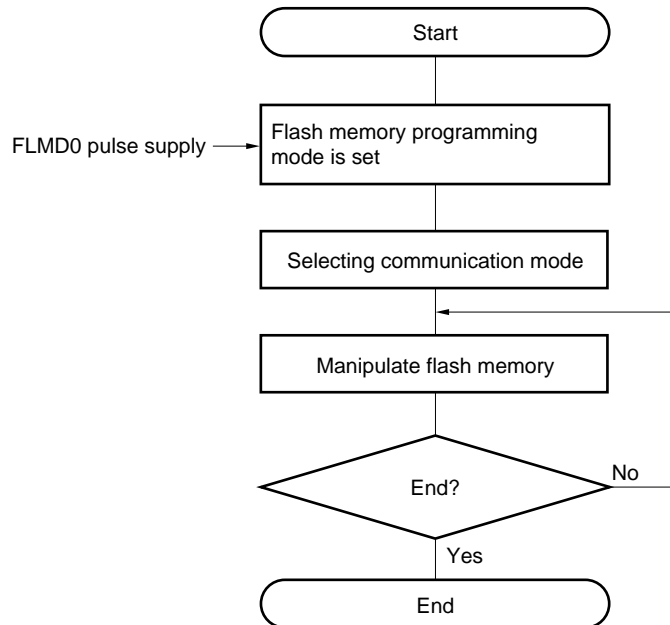 Start
FLMD0 pulse supply
Flash memory programming
mode is set
Selecting communication mode
Manipulate flash memory
End?
No
Yes
End